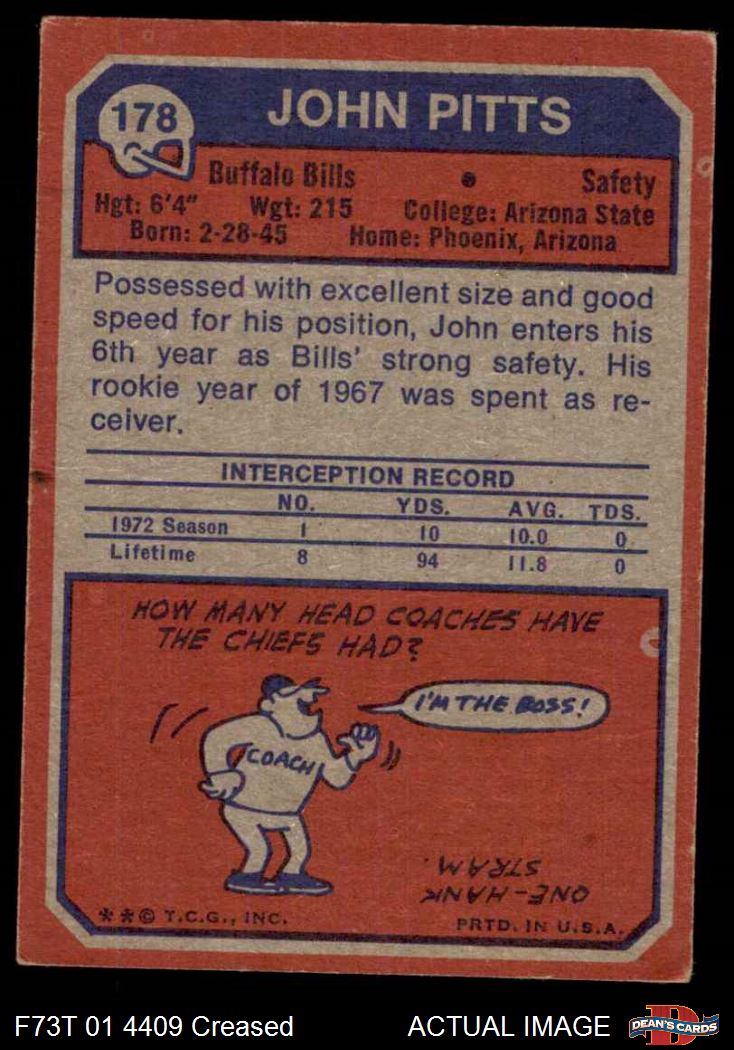 178
JOHN PITTS
Buffalo Bills • Safety
Hgt: 6'4" Wgt: 215 College: Arizona State
Born: 2-28-45 Home: Phoenix, Arizona
Possessed with excellent size and good
speed for his position, John enters his
6th year as Bills' strong safety. His
rookie year of 1967 was spent as re-
ceiver.
INTERCEPTION RECORD
NO. YDS. AVG. TDS.
1972 Season 1 10 10.0 0
Lifetime 8 94 11.8 0
HOW MANY HEAD COACHES HAVE
THE CHIEFS HAD?
I'M THE BOSS!
COACH
ONE-HANK
STRAM.
**© T.C.G., INC. PRTD. IN U.S.A.
F73T 01 4409 Creased ACTUAL IMAGE
D
DEAN'S CARDS